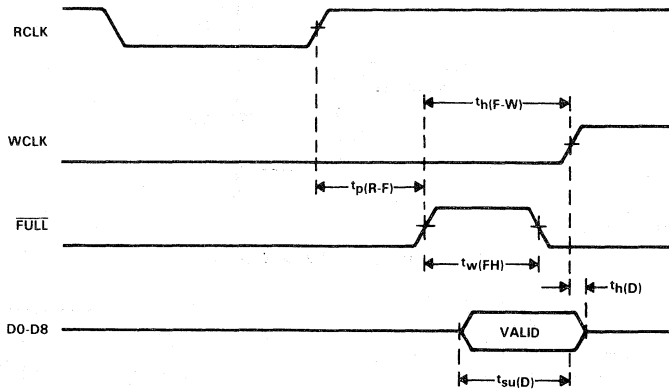 RCLK
th(F-W)
WCLK
tp(R-F)
FULL
tw(FH)
th(D)
D0-D8
VALID
tsu(D)